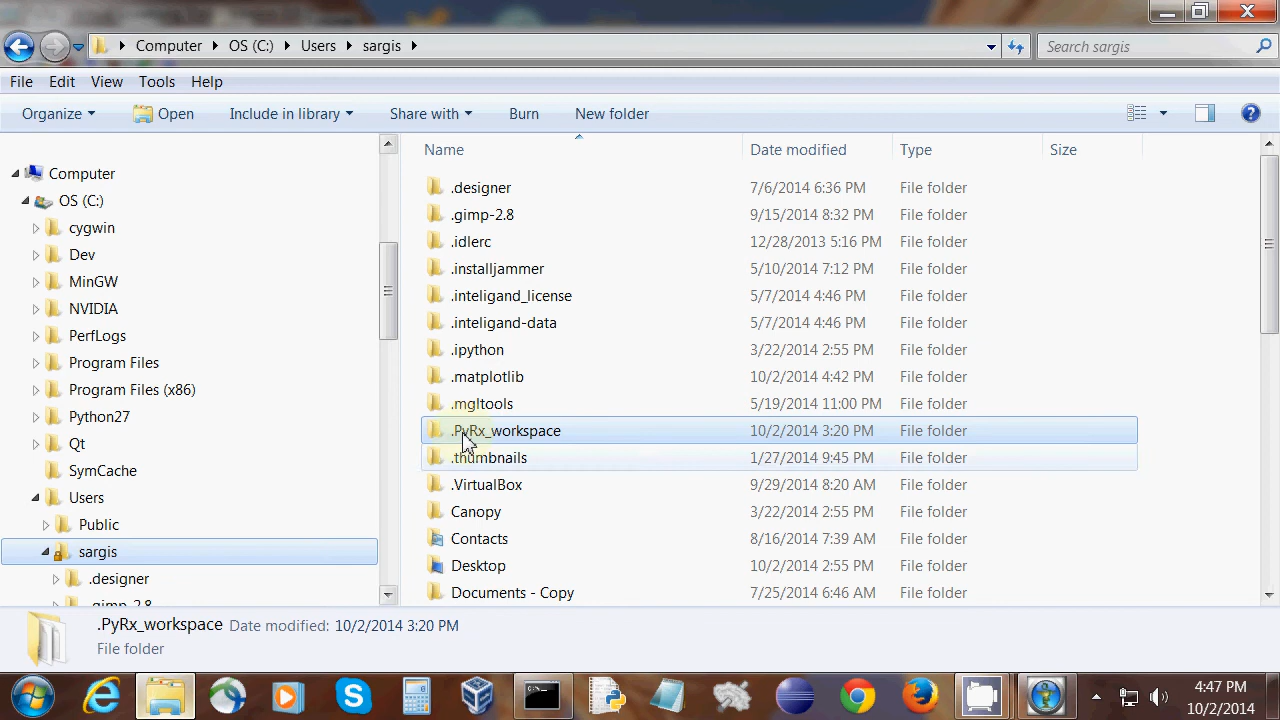 Computer OS (C:) Users sargis Search sargis
File Edit View Tools Help
Organize Open Include in library Share with Burn New folder
Name Date modified Type Size
Computer
OS (C:)
cygwin
Dev
MinGW
NVIDIA
PerfLogs
Program Files
Program Files (x86)
Python27
Qt
SymCache
Users
Public
sargis
.designer
.gimp-2.8
.designer 7/6/2014 6:36 PM File folder
.gimp-2.8 9/15/2014 8:32 PM File folder
.idlerc 12/28/2013 5:16 PM File folder
.installjammer 5/10/2014 7:12 PM File folder
.inteligand_license 5/7/2014 4:46 PM File folder
.inteligand-data 5/7/2014 4:46 PM File folder
.ipython 3/22/2014 2:55 PM File folder
.matplotlib 10/2/2014 4:42 PM File folder
.mgltools 5/19/2014 11:00 PM File folder
.PyRx_workspace 10/2/2014 3:20 PM File folder
.thumbnails 1/27/2014 9:45 PM File folder
.VirtualBox 9/29/2014 8:20 AM File folder
Canopy 3/22/2014 2:55 PM File folder
Contacts 8/16/2014 7:39 AM File folder
Desktop 10/2/2014 2:55 PM File folder
Documents - Copy 7/25/2014 6:46 AM File folder
.PyRx_workspace Date modified: 10/2/2014 3:20 PM
File folder
4:47 PM
10/2/2014